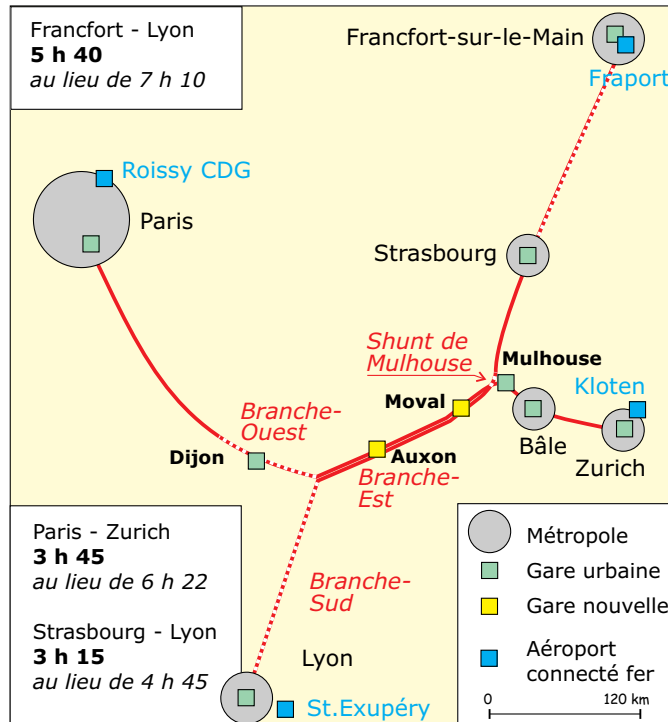 Francfort - Lyon
5 h 40
au lieu de 7 h 10
Francfort-sur-le-Main
Fraport
Roissy CDG
Paris
Strasbourg
Shunt de
Mulhouse
Mulhouse
Kloten
Moval
Branche-
Ouest
Bâle
Zurich
Dijon
Auxon
Branche-
Est
Paris - Zurich
3 h 45
au lieu de 6 h 22
Strasbourg - Lyon
3 h 15
au lieu de 4 h 45
Branche-
Sud
Lyon
St.Exupéry
Métropole
Gare urbaine
Gare nouvelle
Aéroport
connecté fer
0 120 km